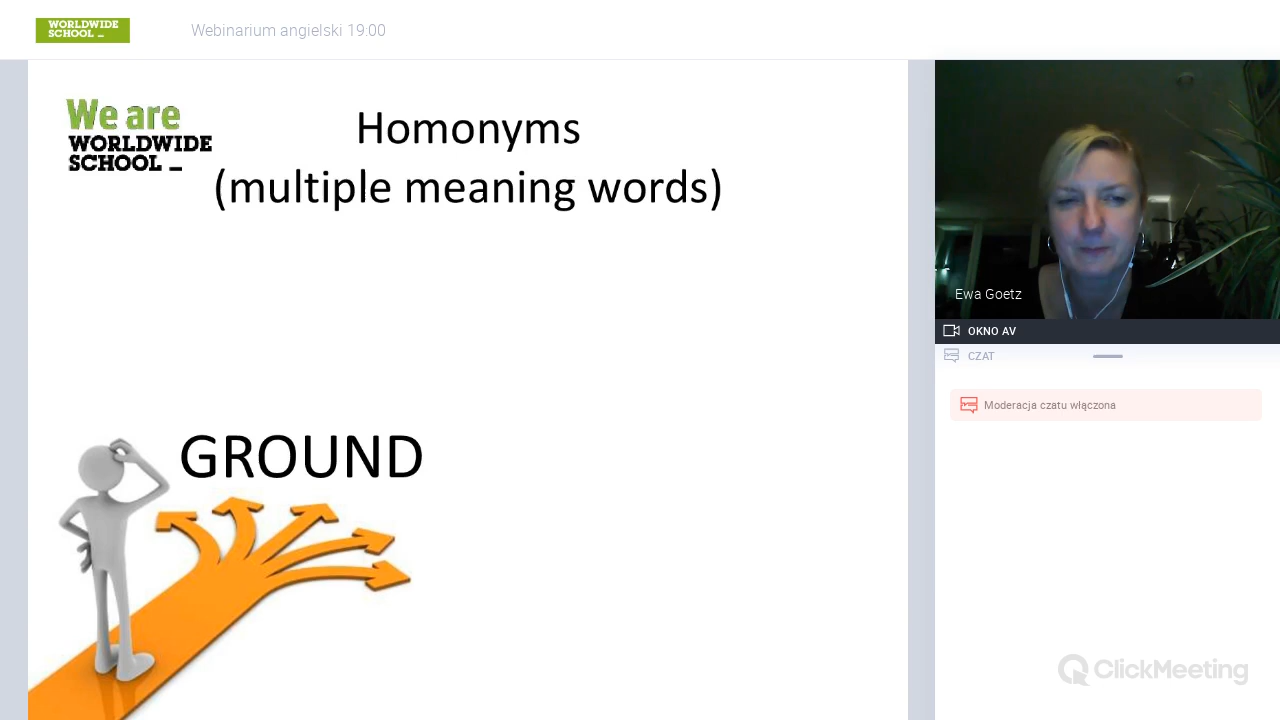 WORLDWIDE
SCHOOL _
Webinarium angielski 19:00
We are
WORLDWIDE
SCHOOL _
Homonyms
(multiple meaning words)
GROUND
Ewa Goetz
OKNO AV
CZAT
Moderacja czatu włączona
ClickMeeting